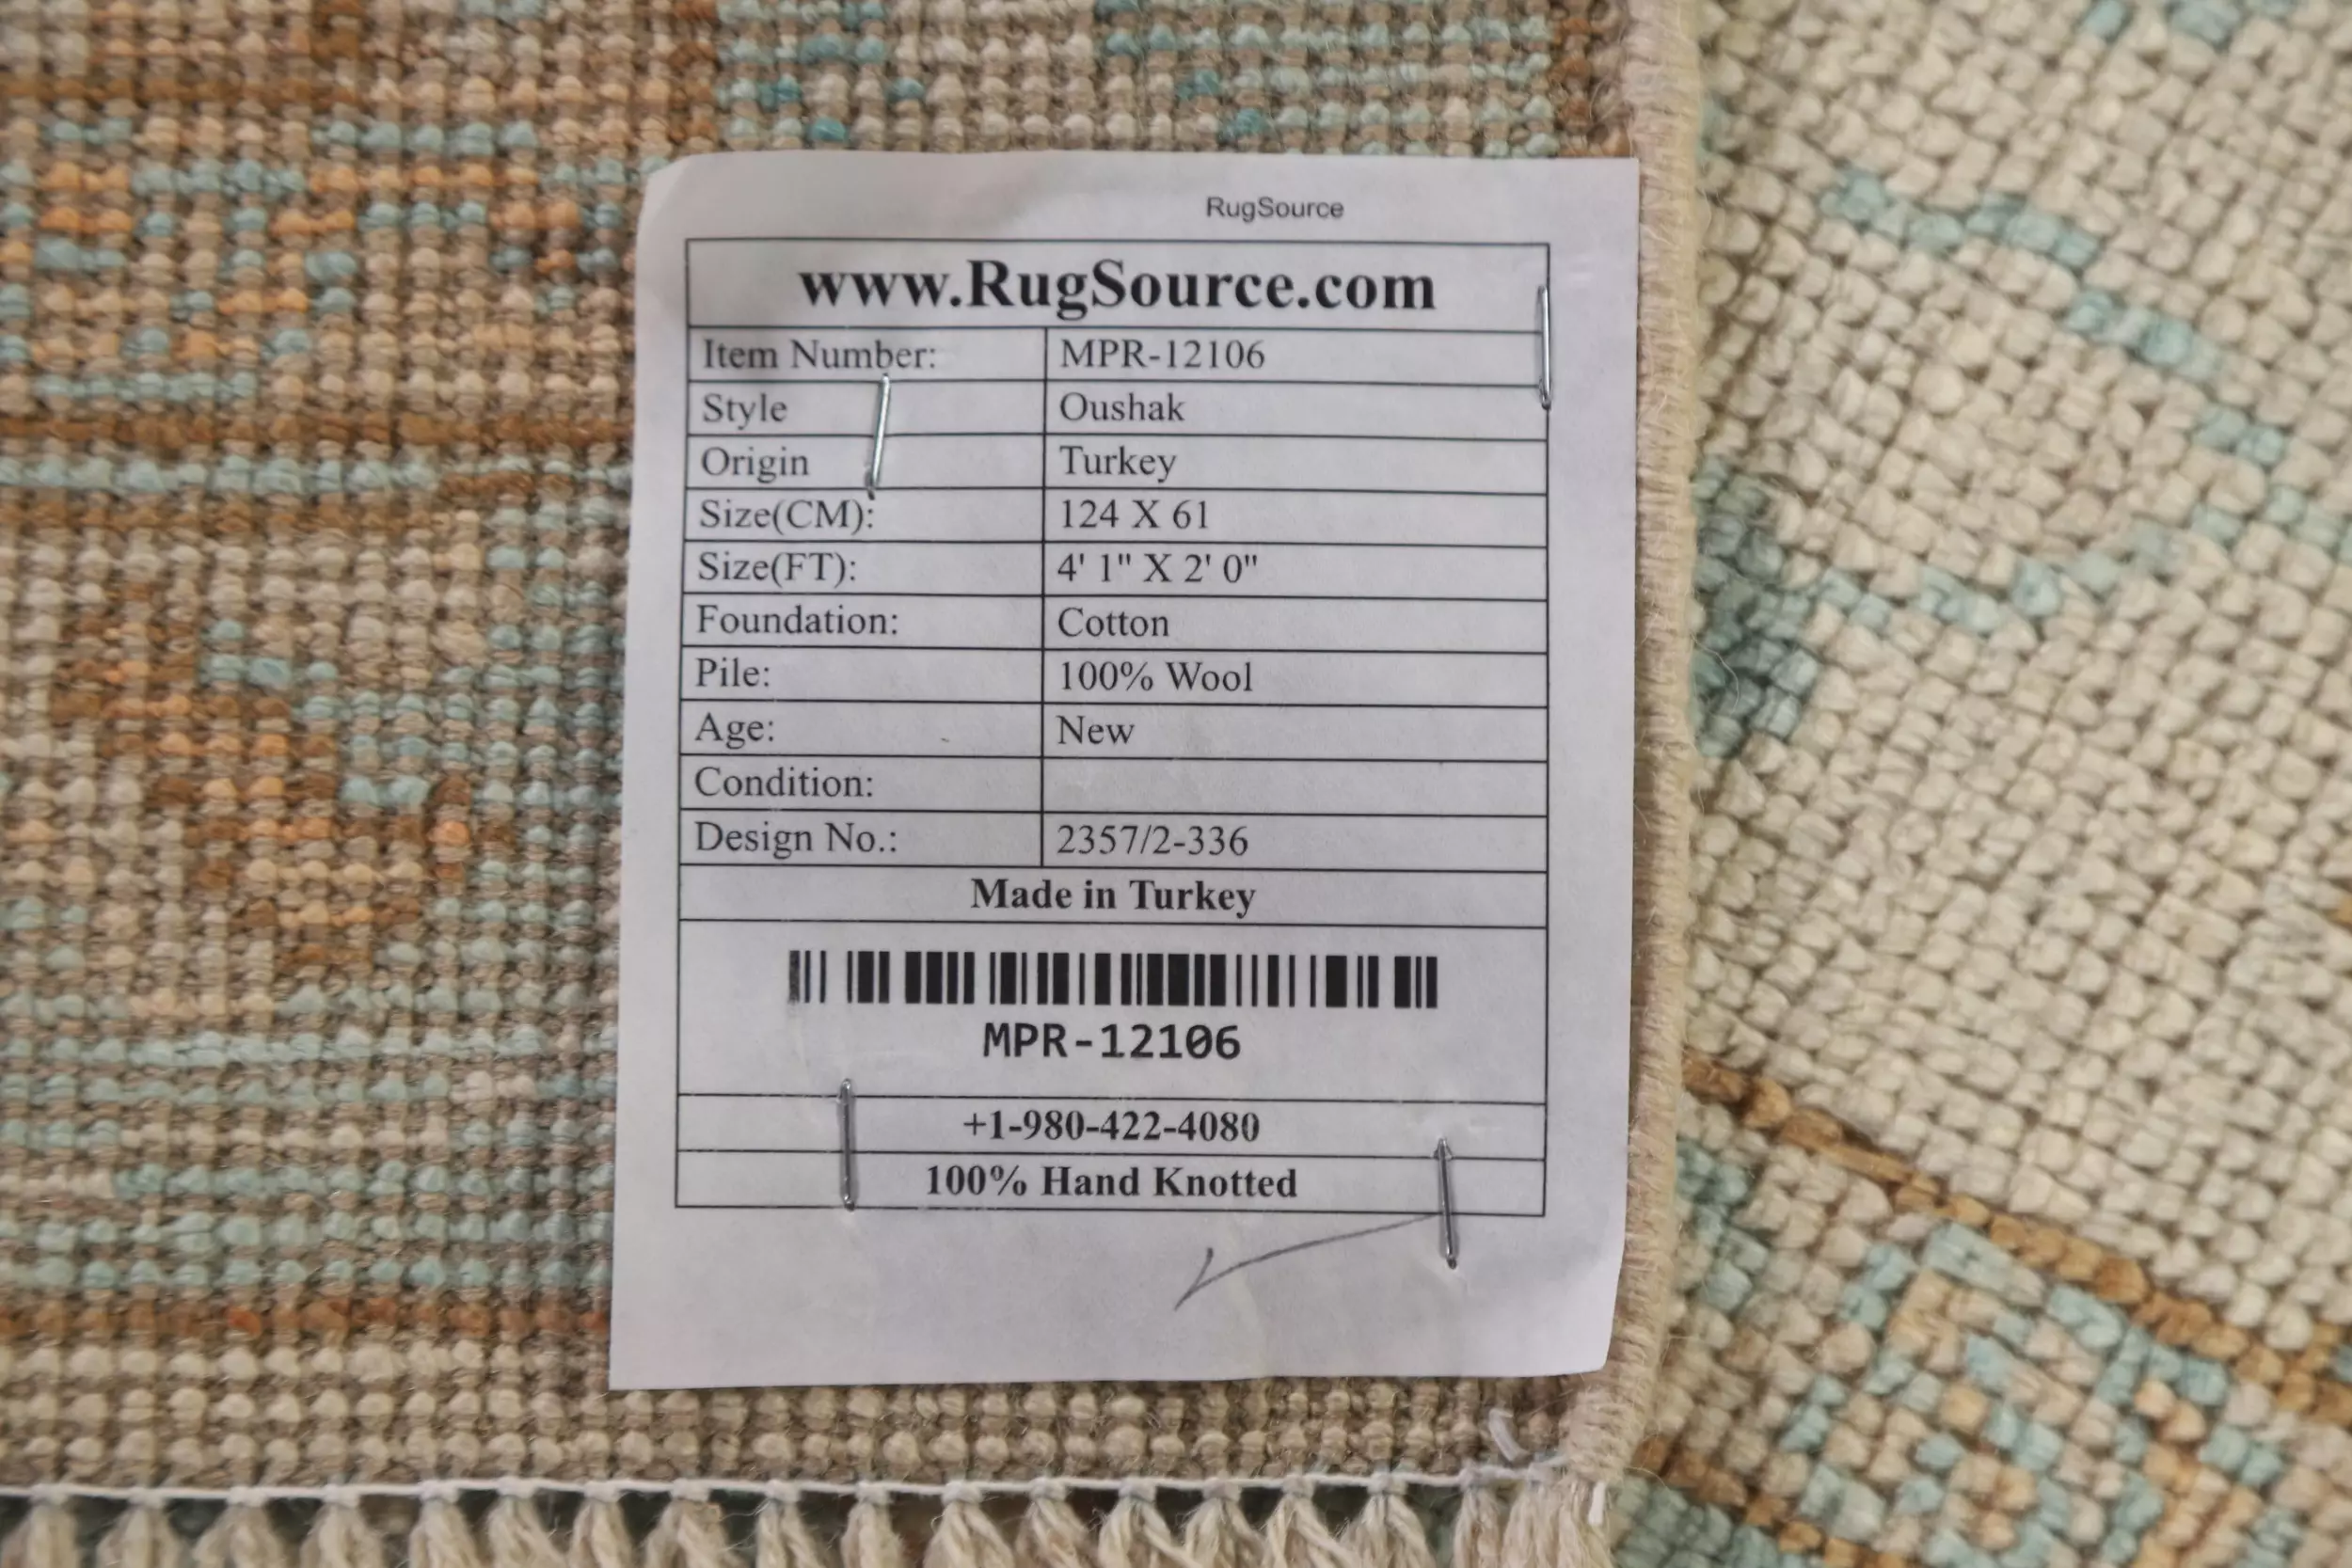 RugSource
www.RugSource.com
Item Number: MPR-12106
Style Oushak
Origin Turkey
Size(CM): 124 X 61
Size(FT): 4' 1" X 2' 0"
Foundation: Cotton
Pile: 100% Wool
Age: New
Condition:
Design No.: 2357/2-336
Made in Turkey
MPR-12106
+1-980-422-4080
100% Hand Knotted